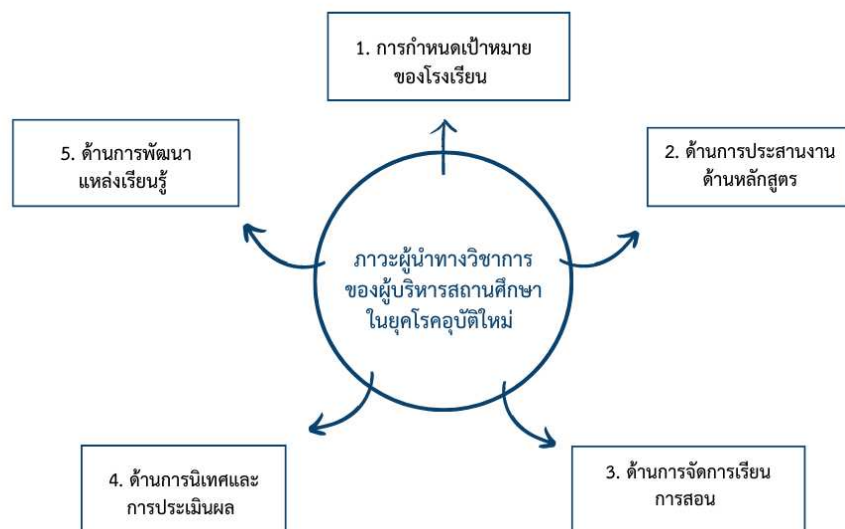 1. การกำหนดเป้าหมาย
ของโรงเรียน
2. ด้านการประสานงาน
ด้านหลักสูตร
3. ด้านการจัดการเรียน
การสอน
4. ด้านการนิเทศและ
การประเมินผล
5. ด้านการพัฒนา
แหล่งเรียนรู้
ภาวะผู้นำทางวิชาการ
ของผู้บริหารสถานศึกษา
ในยุคโรคอุบัติใหม่